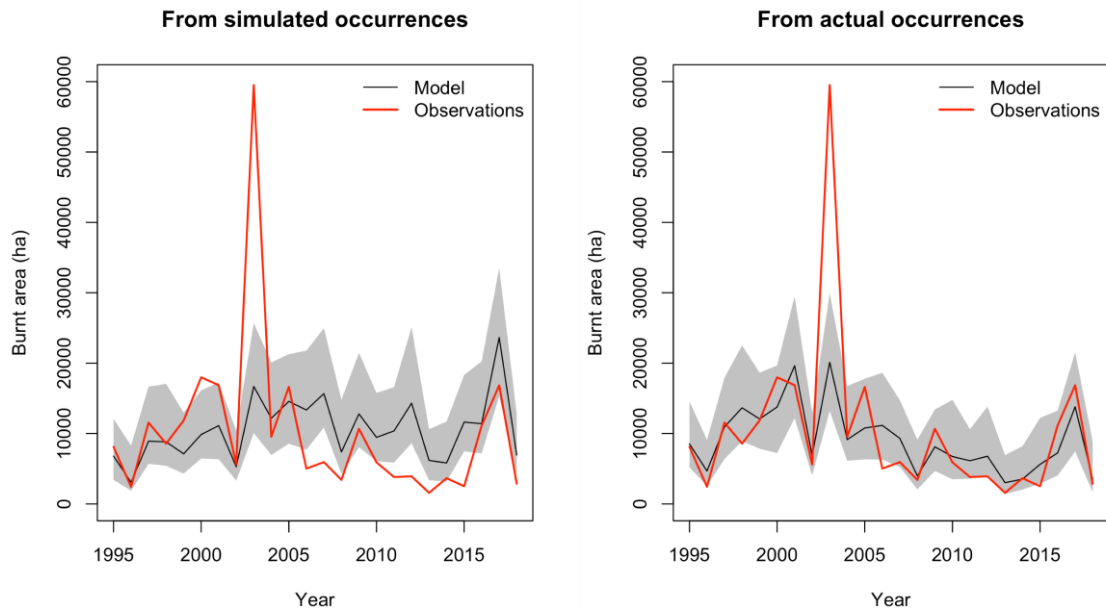 From simulated occurrences
Burnt area (ha)
60000
50000
40000
30000
20000
10000
0
Model
Observations
1995 2000 2005 2010 2015
Year
From actual occurrences
Burnt area (ha)
60000
50000
40000
30000
20000
10000
0
Model
Observations
1995 2000 2005 2010 2015
Year